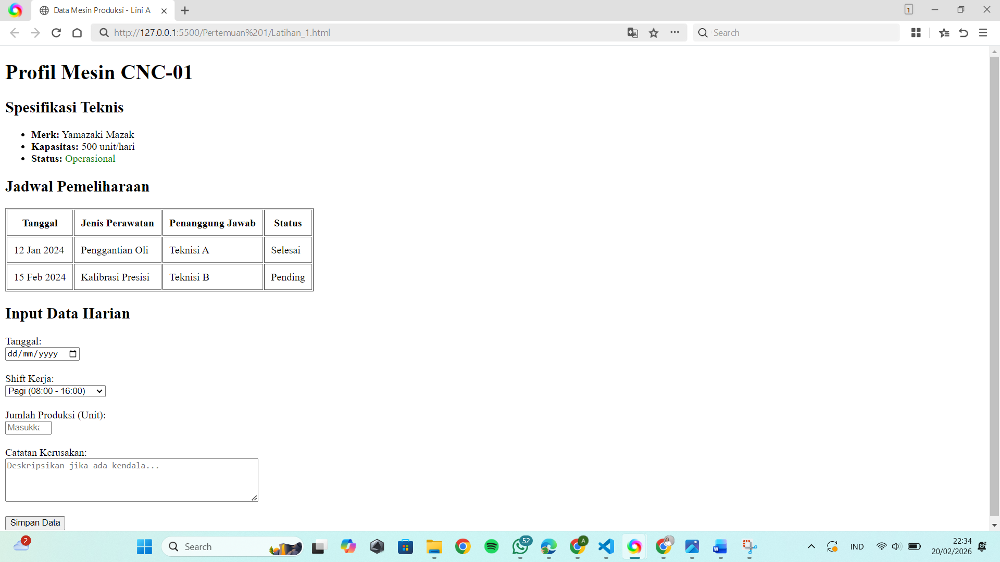 Data Mesin Produksi - Lini A
1
http://127.0.0.1:5500/Pertemuan%201/Latihan_1.html
Search
Profil Mesin CNC-01
Spesifikasi Teknis
• Merk: Yamazaki Mazak
• Kapasitas: 500 unit/hari
• Status: Operasional
Jadwal Pemeliharaan
Tanggal Jenis Perawatan Penanggung Jawab Status
12 Jan 2024 Penggantian Oli Teknisi A Selesai
15 Feb 2024 Kalibrasi Presisi Teknisi B Pending
Input Data Harian
Tanggal:
dd/mm/yyyy
Shift Kerja:
Pagi (08:00 - 16:00)
Jumlah Produksi (Unit):
Masukka
Catatan Kerusakan:
Deskripsikan jika ada kendala...
Simpan Data
2
Search
52
A
IND
22:34
20/02/2026